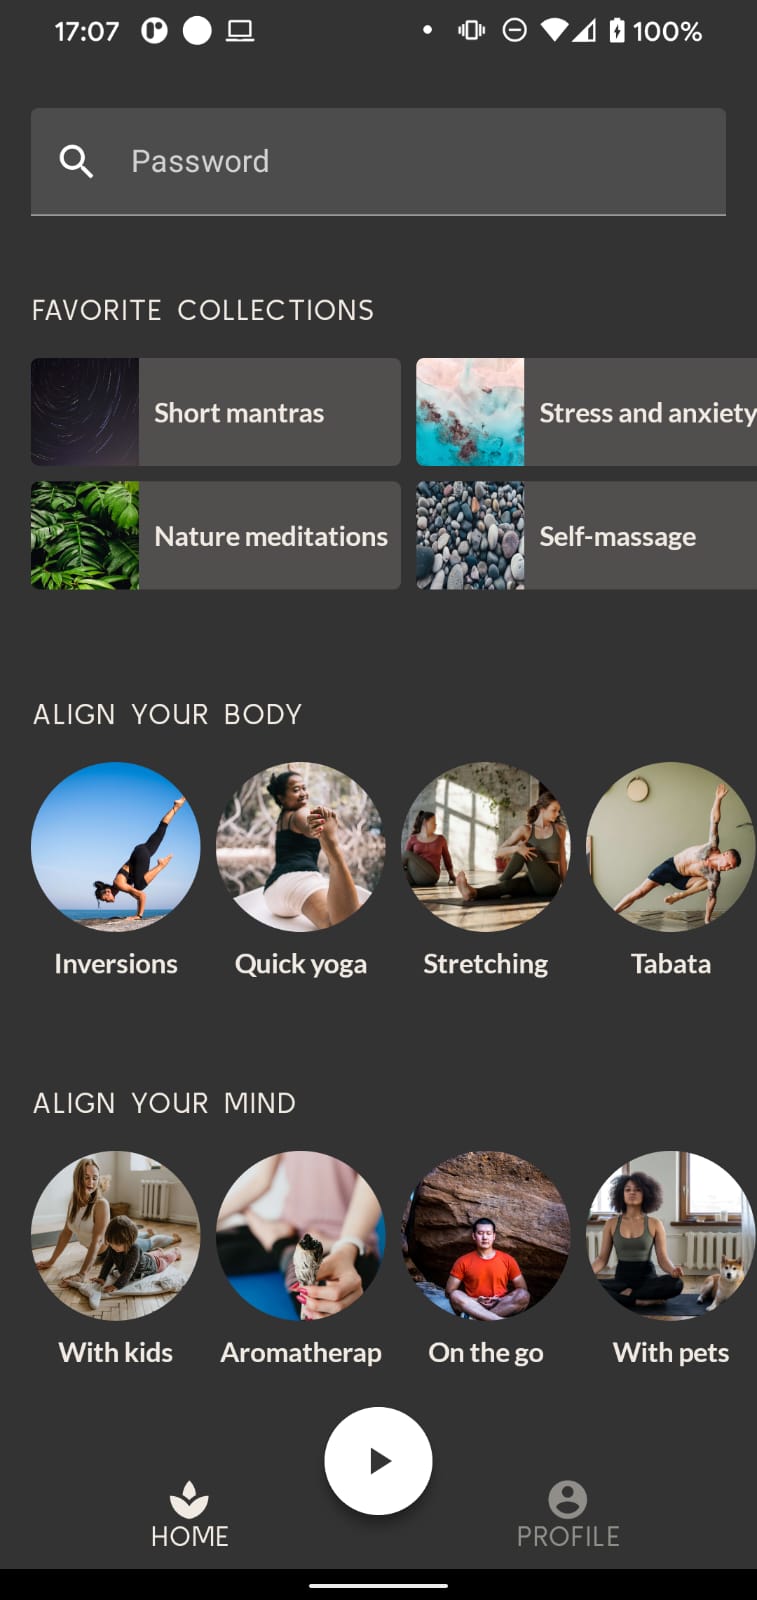 17:07 100%
Password
FAVORITE COLLECTIONS
Short mantras Stress and anxiety
Nature meditations Self-massage
ALIGN YOUR BODY
Inversions Quick yoga Stretching Tabata
ALIGN YOUR MIND
With kids Aromatherap On the go With pets
HOME PROFILE